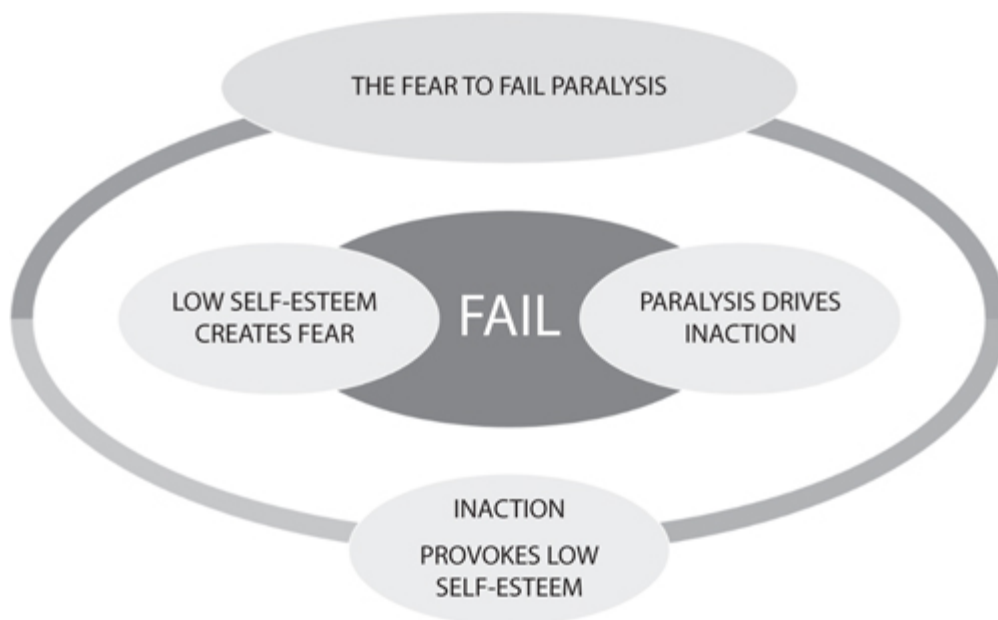 THE FEAR TO FAIL PARALYSIS
LOW SELF-ESTEEM
CREATES FEAR
FAIL
PARALYSIS DRIVES
INACTION
INACTION
PROVOKES LOW
SELF-ESTEEM